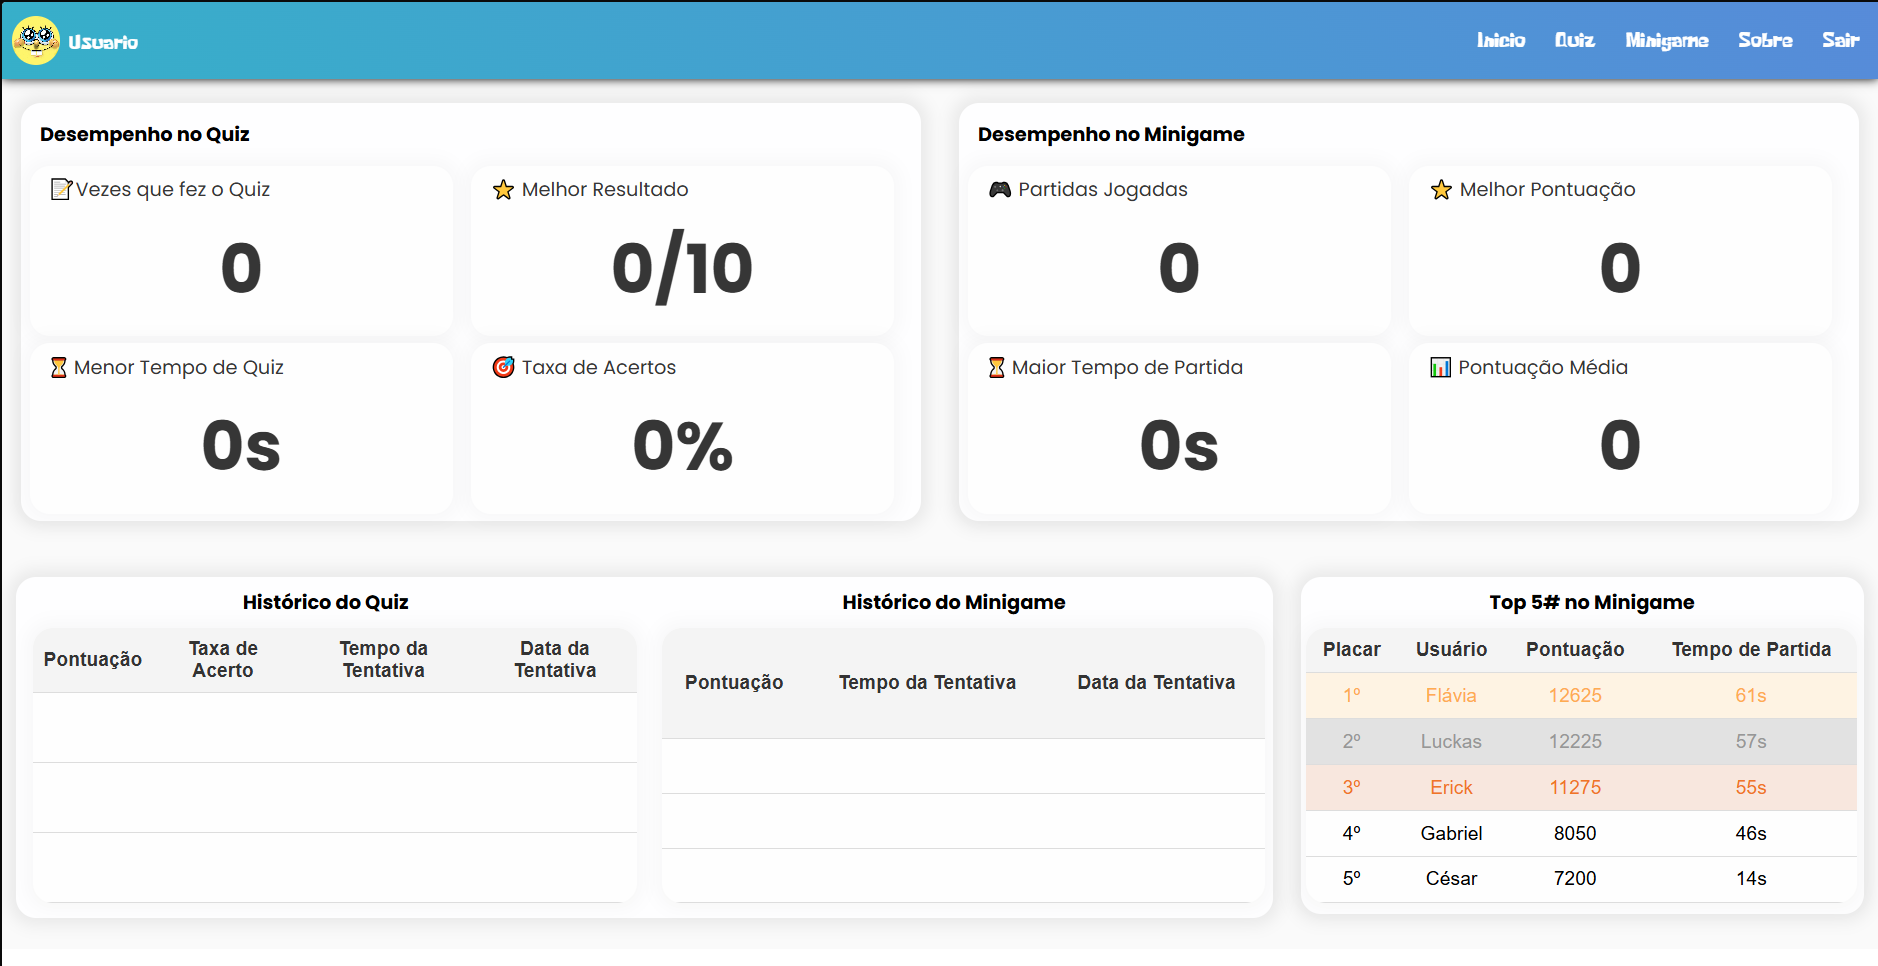 Usuario
Inicio Quiz Minigame Sobre Sair
Desempenho no Quiz
Vezes que fez o Quiz
0
Melhor Resultado
0/10
Menor Tempo de Quiz
0s
Taxa de Acertos
0%
Desempenho no Minigame
Partidas Jogadas
0
Melhor Pontuação
0
Maior Tempo de Partida
0s
Pontuação Média
0
Histórico do Quiz
Pontuação Taxa de Acerto Tempo da Tentativa Data da Tentativa
Histórico do Minigame
Pontuação Tempo da Tentativa Data da Tentativa
Top 5# no Minigame
Placar Usuário Pontuação Tempo de Partida
1º Flávia 12625 61s
2º Luckas 12225 57s
3º Erick 11275 55s
4º Gabriel 8050 46s
5º César 7200 14s